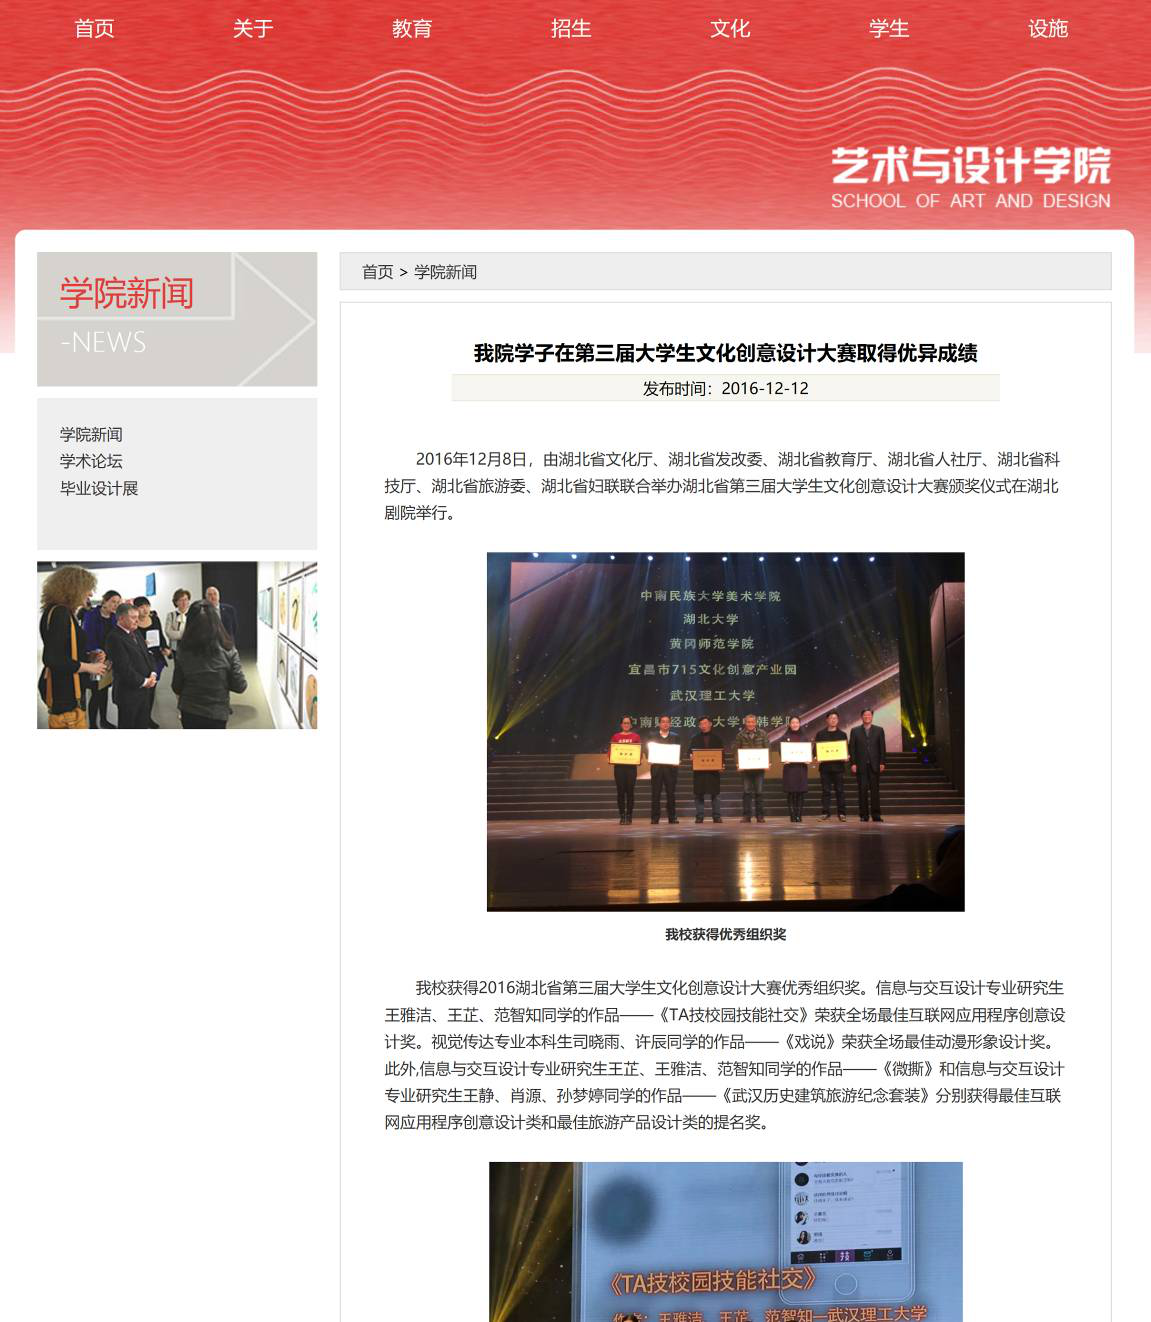 首页 关于 教育 招生 文化 学生 设施
艺术与设计学院
SCHOOL OF ART AND DESIGN
学院新闻
-NEWS
学院新闻
学术论坛
毕业设计展
首页 > 学院新闻
我院学子在第三届大学生文化创意设计大赛取得优异成绩
发布时间：2016-12-12
2016年12月8日，由湖北省文化厅、湖北省发改委、湖北省教育厅、湖北省人社厅、湖北省科
技厅、湖北省旅游委、湖北省妇联联合举办湖北省第三届大学生文化创意设计大赛颁奖仪式在湖北
剧院举行。
中南民族大学美术学院
湖北大学
黄冈师范学院
宜昌市715文化创意产业园
武汉理工大学
中南财经政 大学中韩学院
我校获得优秀组织奖
我校获得2016湖北省第三届大学生文化创意设计大赛优秀组织奖。信息与交互设计专业研究生
王雅洁、王芷、范智知同学的作品——《TA技校园技能社交》荣获全场最佳互联网应用程序创意设
计奖。视觉传达专业本科生司晓雨、许辰同学的作品——《戏说》荣获全场最佳动漫形象设计奖。
此外,信息与交互设计专业研究生王芷、王雅洁、范智知同学的作品——《微撕》和信息与交互设计
专业研究生王静、肖源、孙梦婷同学的作品——《武汉历史建筑旅游纪念套装》分别获得最佳互联
网应用程序创意设计类和最佳旅游产品设计类的提名奖。
《TA技校园技能社交》
王雅洁、王芷、范智知—武汉理工大学